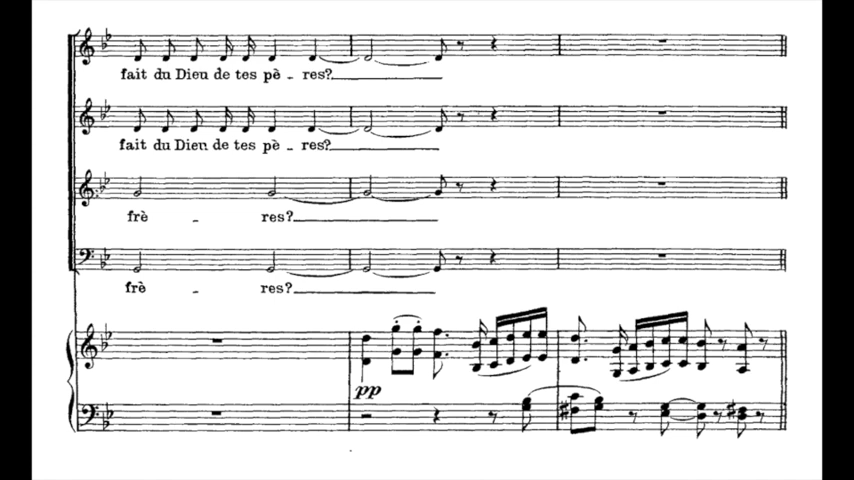 fait du Dieu de tes pè - res?
fait du Dieu de tes pè - res?
frè - res?
frè - res?
pp